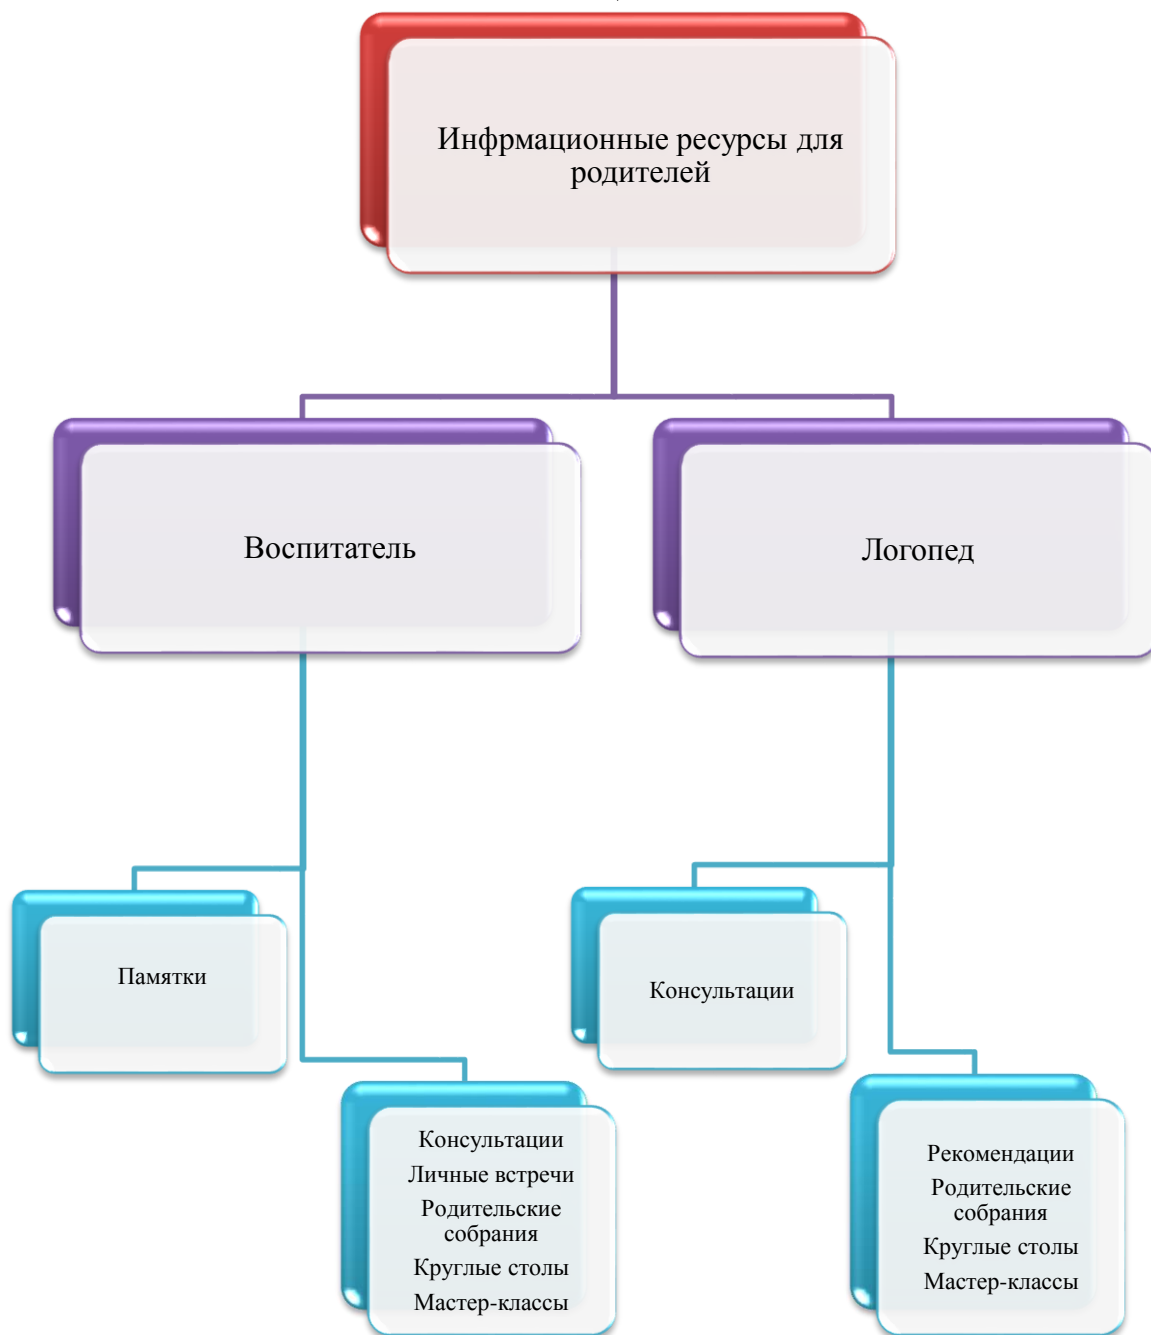 Инфрмационные ресурсы для
родителей
Воспитатель
Логопед
Памятки
Консультации
Консультации
Личные встречи
Родительские
собрания
Круглые столы
Мастер-классы
Рекомендации
Родительские
собрания
Круглые столы
Мастер-классы